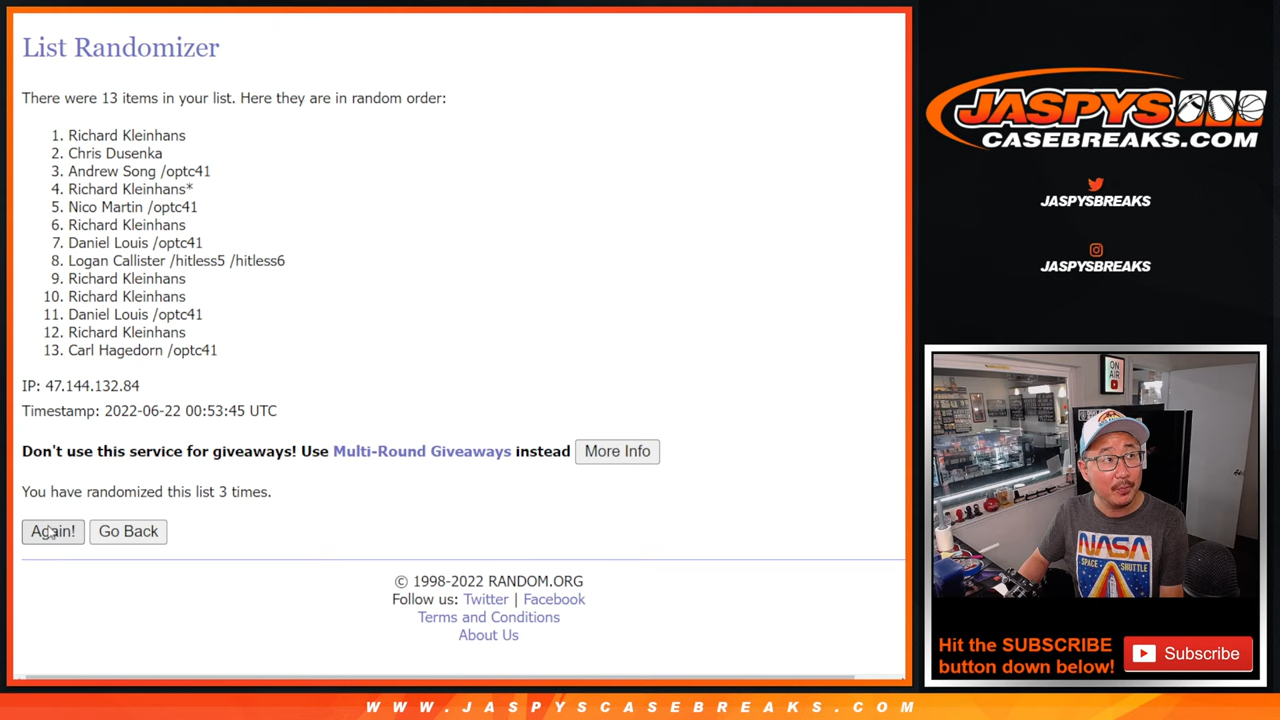 List Randomizer
There were 13 items in your list. Here they are in random order:
1. Richard Kleinhans
2. Chris Dusenka
3. Andrew Song /optc41
4. Richard Kleinhans*
5. Nico Martin /optc41
6. Richard Kleinhans
7. Daniel Louis /optc41
8. Logan Callister /hitless5 /hitless6
9. Richard Kleinhans
10. Richard Kleinhans
11. Daniel Louis /optc41
12. Richard Kleinhans
13. Carl Hagedorn /optc41
IP: 47.144.132.84
Timestamp: 2022-06-22 00:53:45 UTC
Don't use this service for giveaways! Use Multi-Round Giveaways instead More Info
You have randomized this list 3 times.
Again! Go Back
© 1998-2022 RANDOM.ORG
Follow us: Twitter | Facebook
Terms and Conditions
About Us
JASPYS
CASEBREAKS.COM
JASPYSBREAKS
JASPYSBREAKS
ON
AIR
NASA
SPACE SHUTTLE
Hit the SUBSCRIBE
button down below!
Subscribe
WWW.JASPYSCASEBREAKS.COM